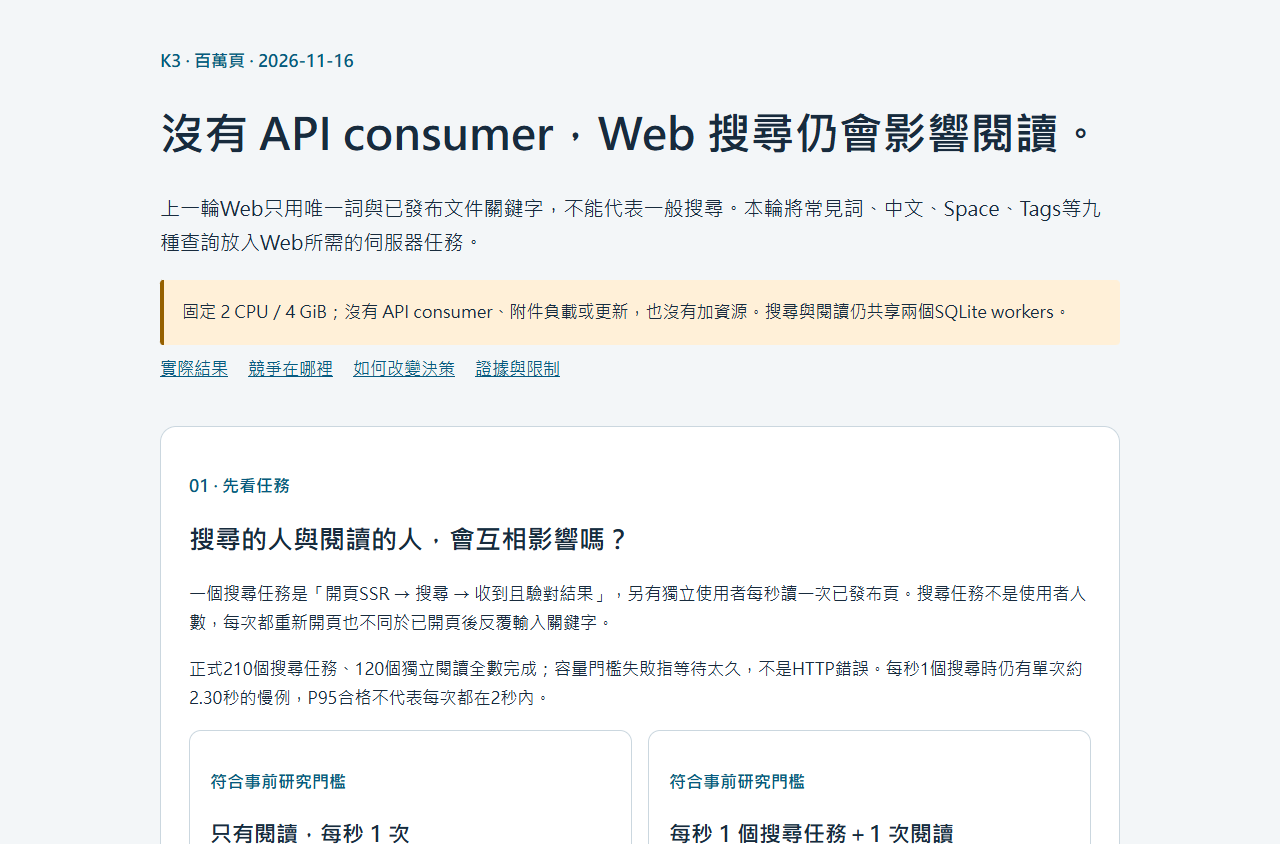 K3 · 百萬頁 · 2026-11-16
沒有 API consumer，Web 搜尋仍會影響閱讀。
上一輪Web只用唯一詞與已發布文件關鍵字，不能代表一般搜尋。本輪將常見詞、中文、Space、Tags等九
種查詢放入Web所需的伺服器任務。
固定 2 CPU / 4 GiB；沒有 API consumer、附件負載或更新，也沒有加資源。搜尋與閱讀仍共享兩個SQLite workers。
實際結果 競爭在哪裡 如何改變決策 證據與限制
01 · 先看任務
搜尋的人與閱讀的人，會互相影響嗎？
一個搜尋任務是「開頁SSR → 搜尋 → 收到且驗對結果」，另有獨立使用者每秒讀一次已發布頁。搜尋任務不是使用者人
數，每次都重新開頁也不同於已開頁後反覆輸入關鍵字。
正式210個搜尋任務、120個獨立閱讀全數完成；容量門檻失敗指等待太久，不是HTTP錯誤。每秒1個搜尋時仍有單次約
2.30秒的慢例，P95合格不代表每次都在2秒內。
符合事前研究門檻
只有閱讀，每秒 1 次
符合事前研究門檻
每秒 1 個搜尋任務＋1 次閱讀